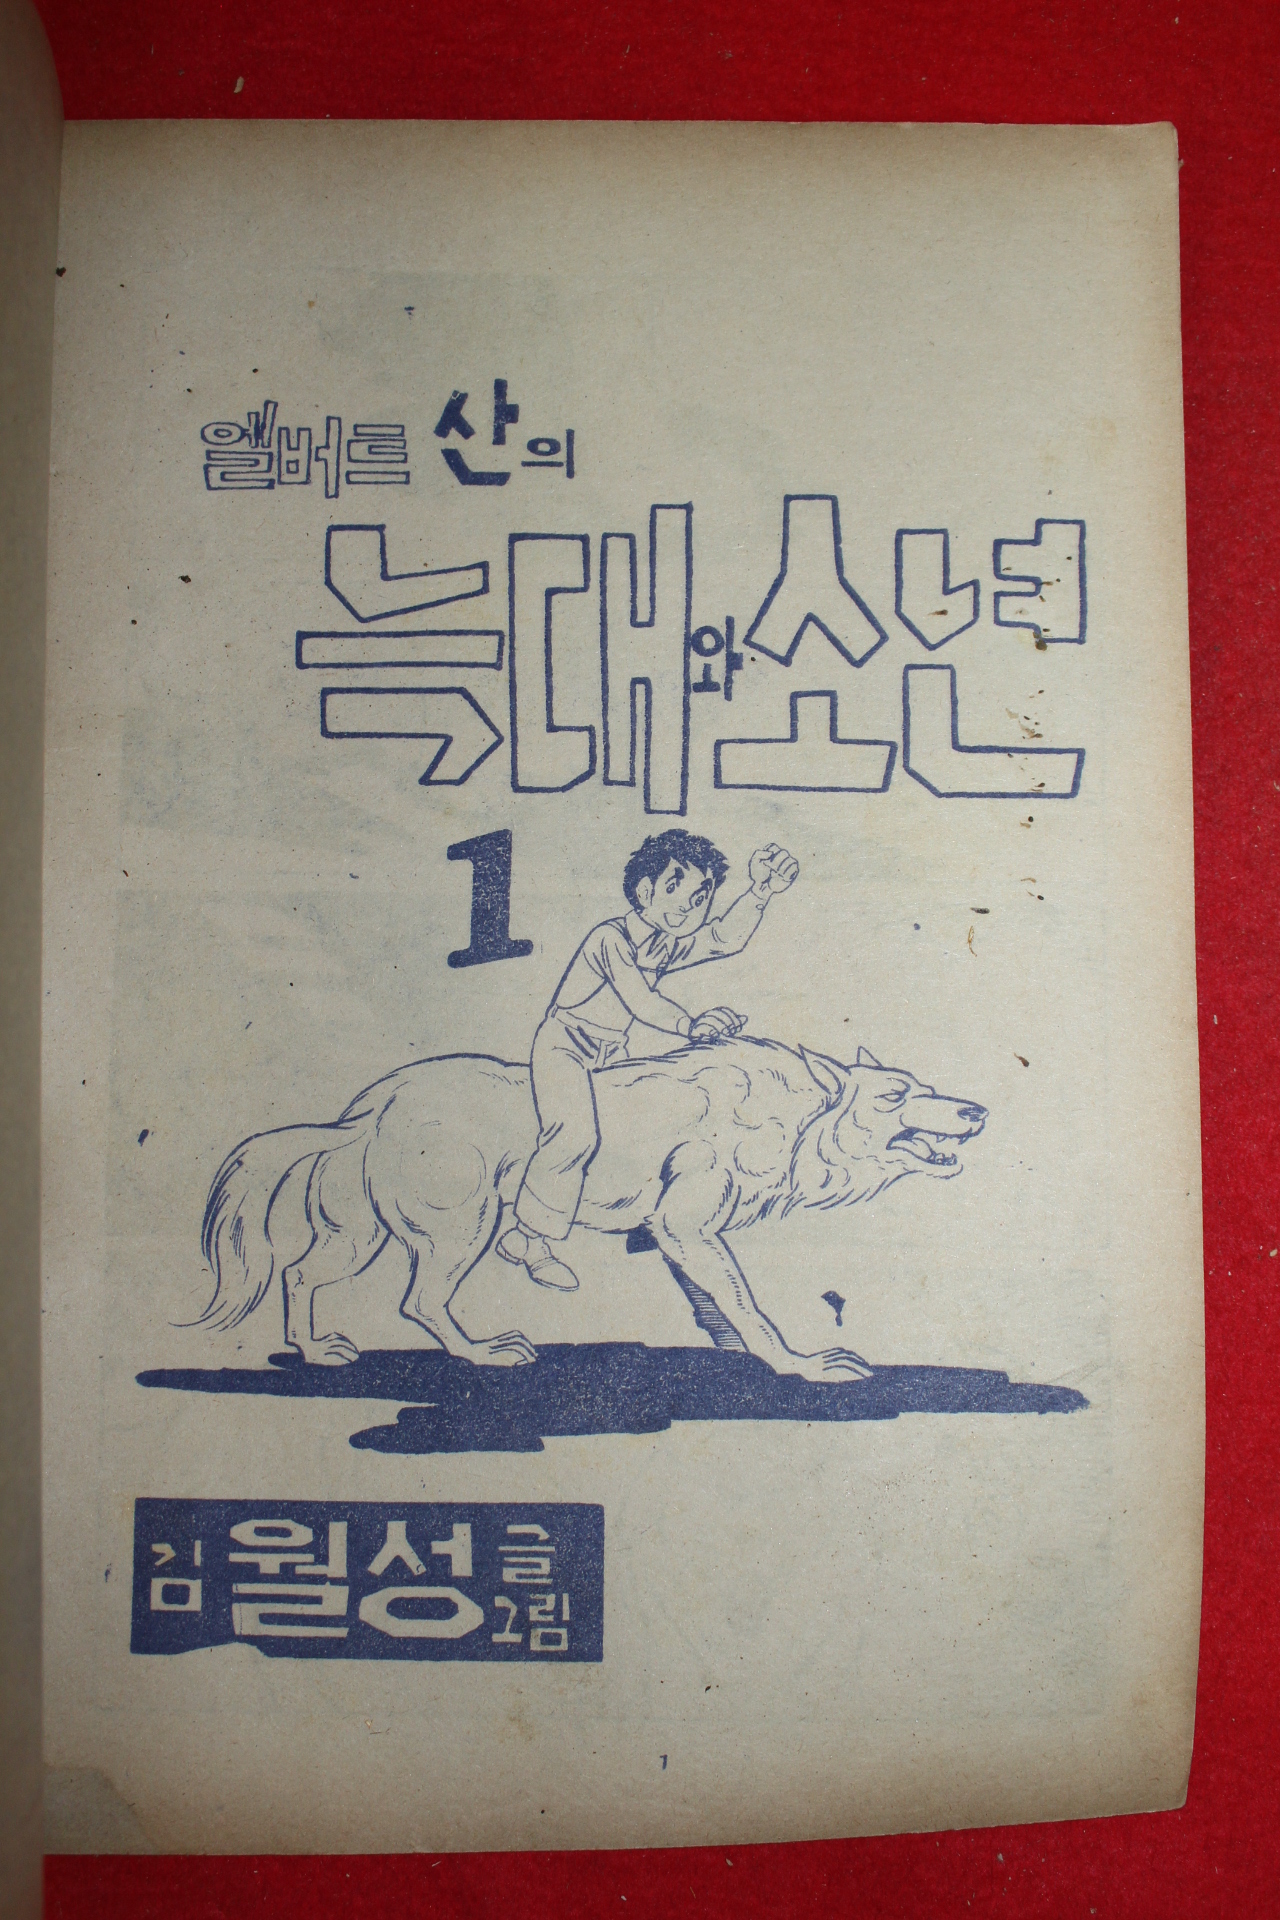 엘버트 산의
늑대와 소년
1
김월성 글
그림
1